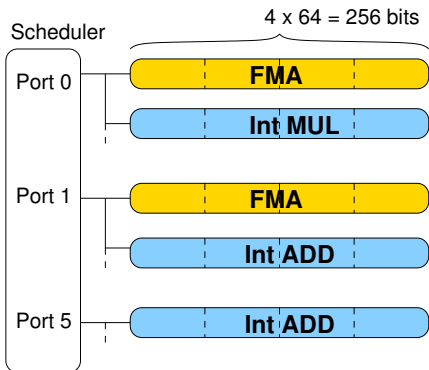 4 x 64 = 256 bits
Scheduler
Port 0
FMA
Int MUL
Port 1
FMA
Int ADD
Port 5
Int ADD